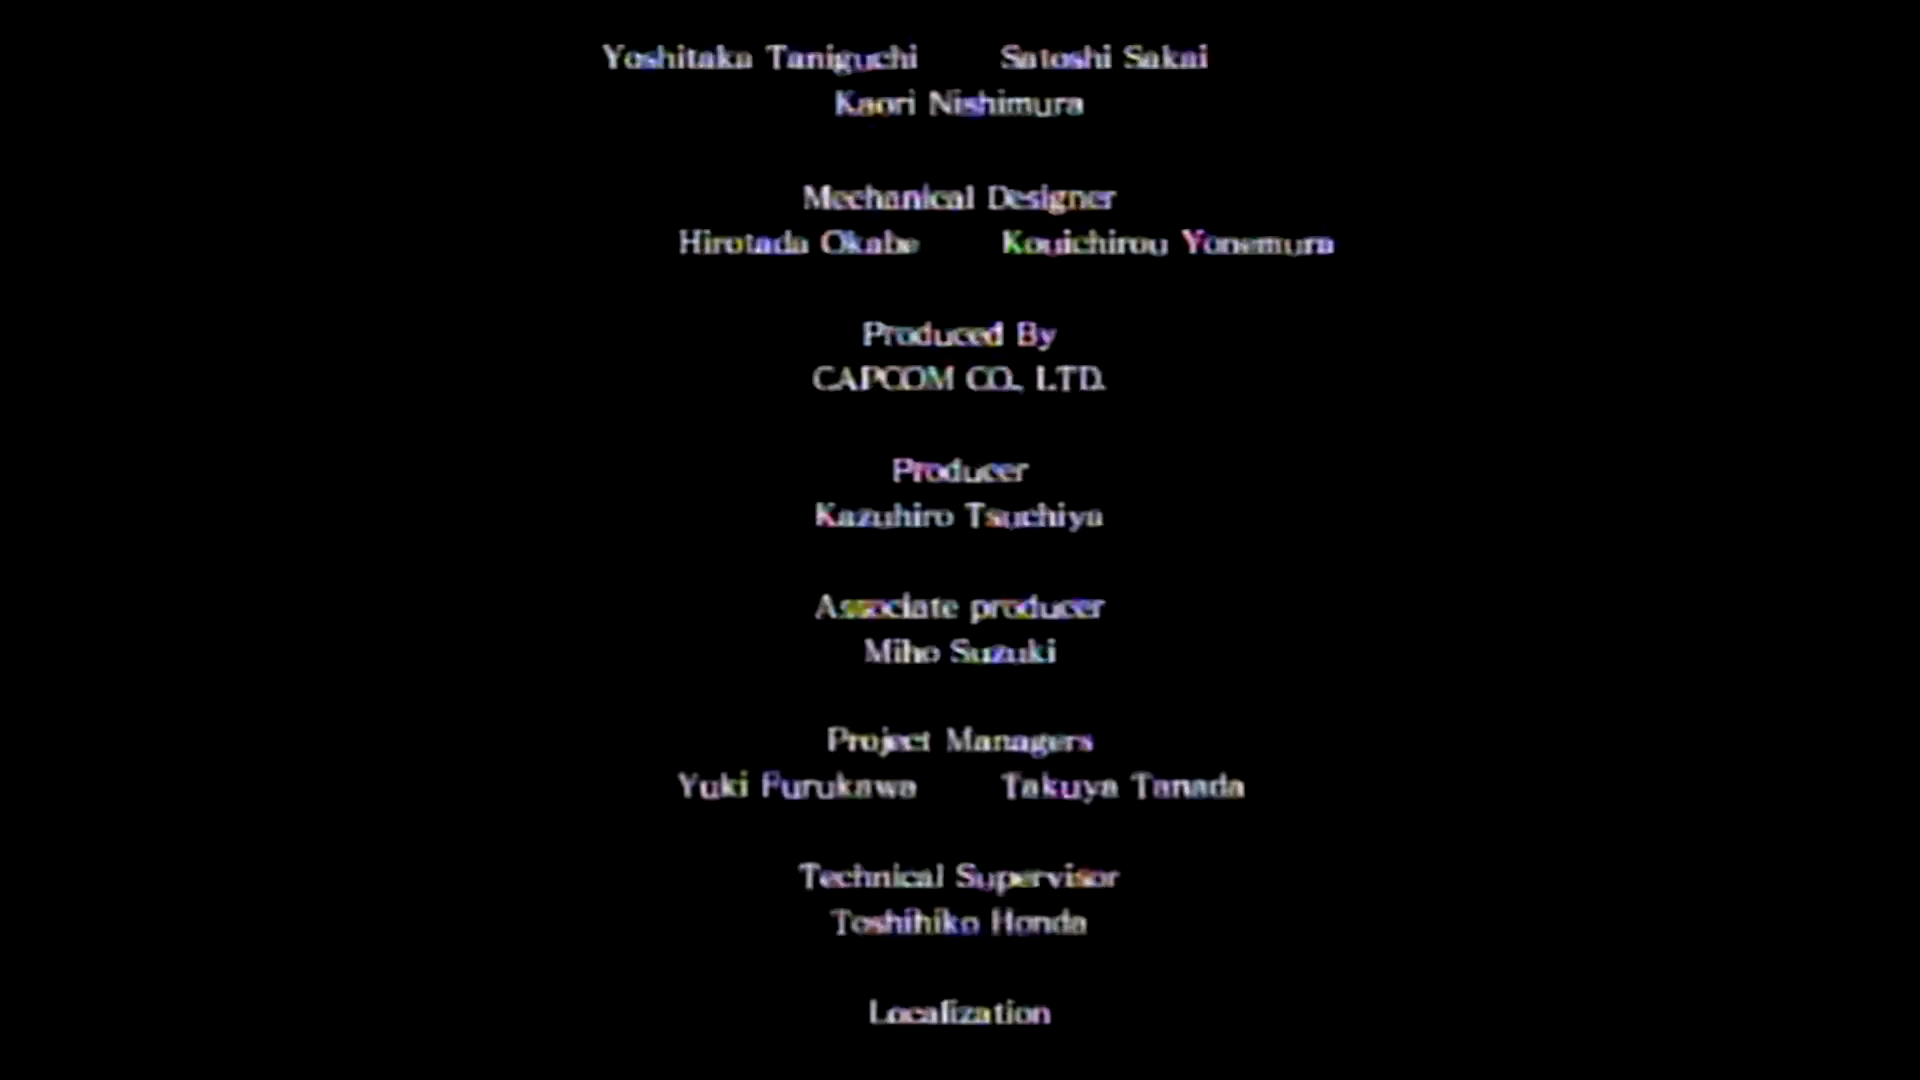 Yoshitaka Taniguchi Satoshi Sakai
Kaori Nishimura
Mechanical Designer
Hirotada Okabe Kouichirou Yonemura
Produced By
CAPCOM CO., LTD.
Producer
Kazuhiro Tsuchiya
Associate producer
Miho Suzuki
Project Managers
Yuki Furukawa Takuya Tanada
Technical Supervisor
Toshihiko Honda
Localization